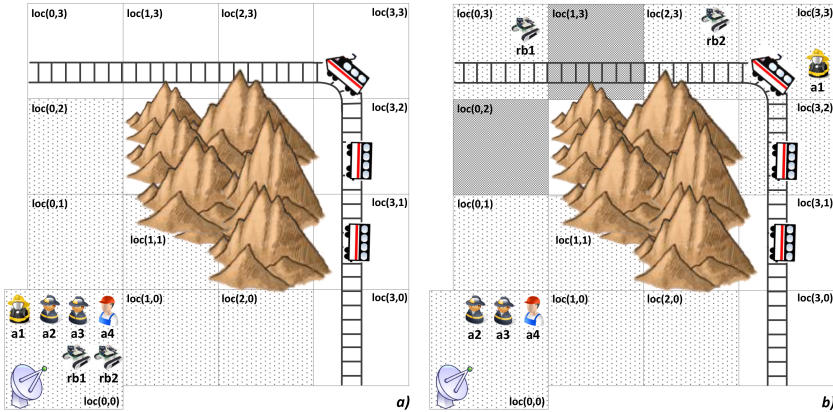 loc(0,3) loc(1,3) loc(2,3) loc(3,3)
loc(0,2) loc(3,2)
loc(0,1) loc(3,1)
loc(1,1)
loc(1,0) loc(2,0) loc(3,0)
a1 a2 a3 a4
rb1 rb2
loc(0,0)
a)
loc(0,3) loc(1,3) loc(2,3) loc(3,3)
rb1 rb2
a1
loc(0,2) loc(3,2)
loc(0,1) loc(3,1)
loc(1,1)
loc(1,0) loc(2,0) loc(3,0)
a2 a3 a4
loc(0,0)
b)